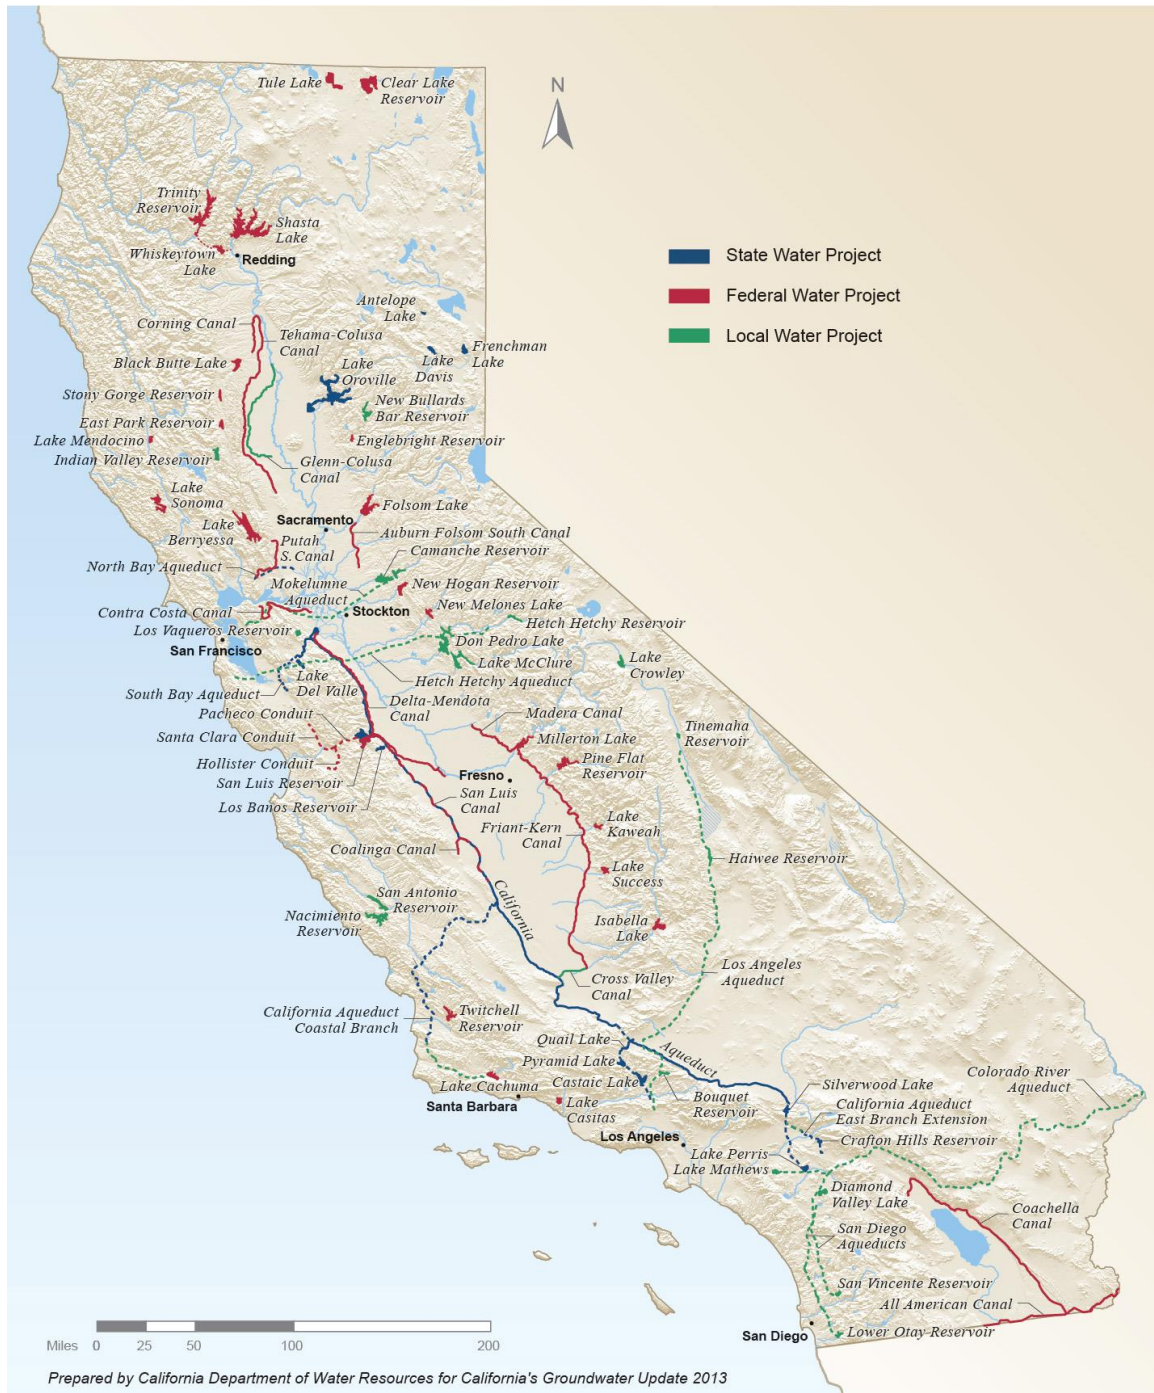 Tule Lake
Clear Lake
Reservoir
N
Trinity
Reservoir
Shasta
Lake
Whiskeytown
Lake
Redding
State Water Project
Federal Water Project
Local Water Project
Antelope
Lake
Corning Canal
Tehama-Colusa
Canal
Frenchman
Lake
Lake
Davis
Black Butte Lake
Lake
Oroville
Stony Gorge Reservoir
New Bullards
Bar Reservoir
East Park Reservoir
Lake Mendocino
Englebright Reservoir
Indian Valley Reservoir
Glenn-Colusa
Canal
Lake
Sonoma
Folsom Lake
Sacramento
Lake
Berryessa
Auburn Folsom South Canal
Putah
S. Canal
Camanche Reservoir
North Bay Aqueduct
Mokelumne
Aqueduct
New Hogan Reservoir
Contra Costa Canal
Stockton
New Melones Lake
Hetch Hetchy Reservoir
Los Vaqueros Reservoir
Don Pedro Lake
San Francisco
Lake McClure
Lake
Crowley
Hetch Hetchy Aqueduct
Lake
Del Valle
South Bay Aqueduct
Delta-Mendota
Canal
Pacheco Conduit
Madera Canal
Tinemaha
Reservoir
Santa Clara Conduit
Millerton Lake
Hollister Conduit
Pine Flat
Reservoir
San Luis Reservoir
Fresno
Los Banos Reservoir
San Luis
Canal
Lake
Kaweah
Friant-Kern
Canal
Coalinga Canal
Haiwee Reservoir
Lake
Success
San Antonio
Reservoir
California
Nacimiento
Reservoir
Isabella
Lake
Los Angeles
Aqueduct
Cross Valley
Canal
California Aqueduct
Coastal Branch
Twitchell
Reservoir
Quail Lake
Aqueduct
Pyramid Lake
Colorado River
Aqueduct
Lake Cachuma
Castaic Lake
Silverwood Lake
Santa Barbara
Lake
Casitas
Bouquet
Reservoir
California Aqueduct
East Branch Extension
Los Angeles
Crafton Hills Reservoir
Lake Perris
Lake Mathews
Diamond
Valley Lake
Coachella
Canal
San Diego
Aqueducts
San Vincente Reservoir
All American Canal
San Diego
Lower Otay Reservoir
Miles 0 25 50 100 200
Prepared by California Department of Water Resources for California's Groundwater Update 2013